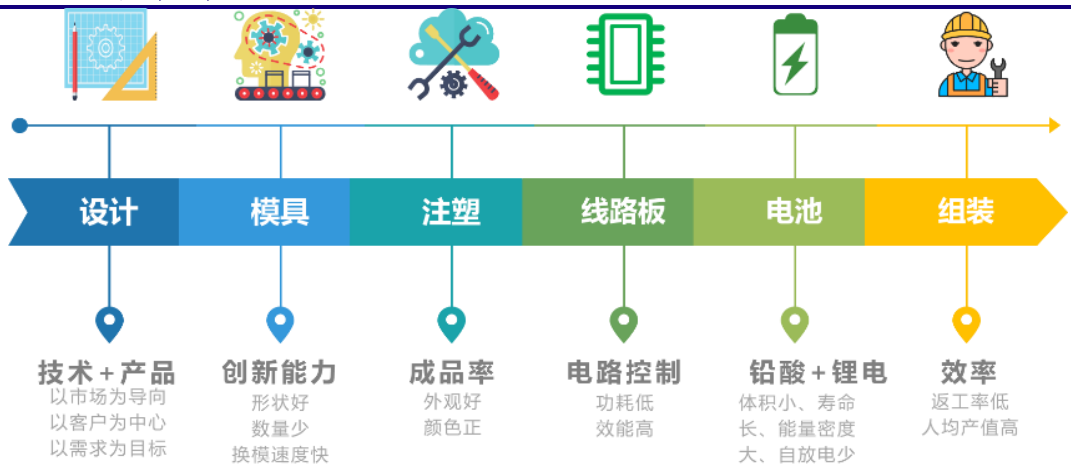 设计
模具
注塑
线路板
电池
组装
技术+产品
以市场为导向
以客户为中心
以需求为目标
创新能力
形状好
数量少
换模速度快
成品率
外观好
颜色正
电路控制
功耗低
效能高
铅酸+锂电
体积小、寿命
长、能量密度
大、自放电少
效率
返工率低
人均产值高